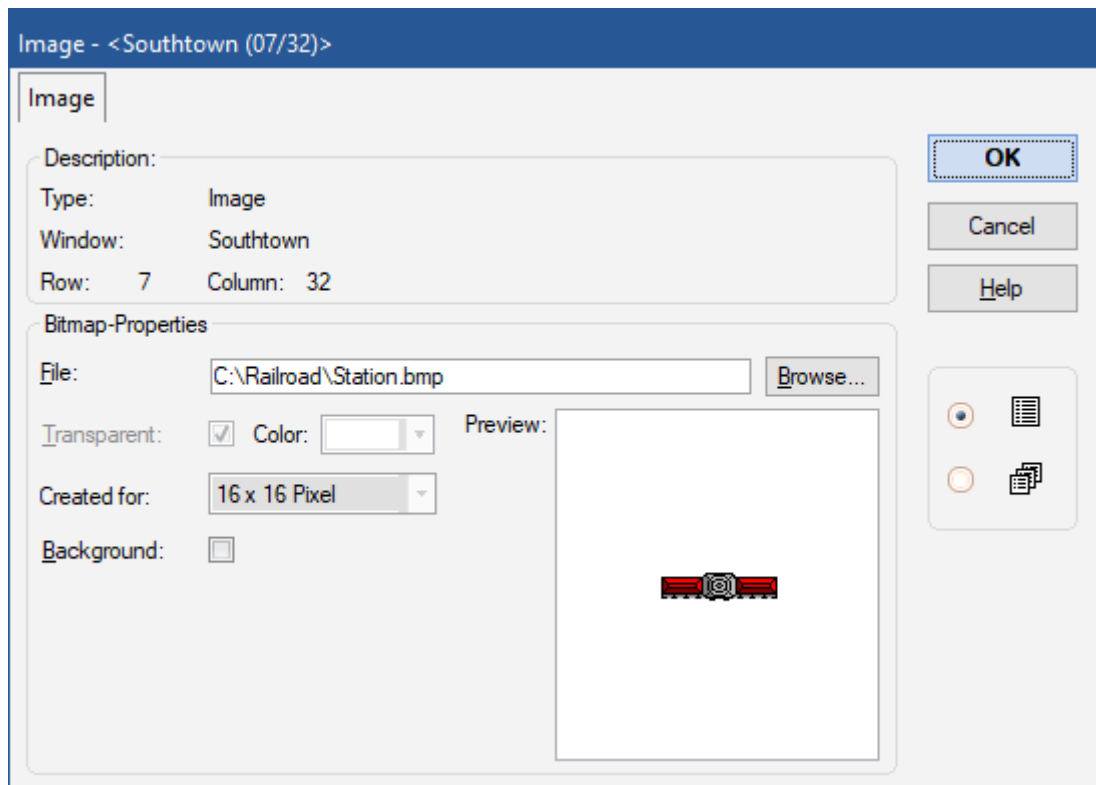 Image - <Southtown (07/32)>
Image
Description:
Type: Image
Window: Southtown
Row: 7 Column: 32
OK
Cancel
Help
Bitmap-Properties
File: C:\Railroad\Station.bmp Browse...
Transparent: Color: Preview:
Created for: 16 x 16 Pixel
Background: